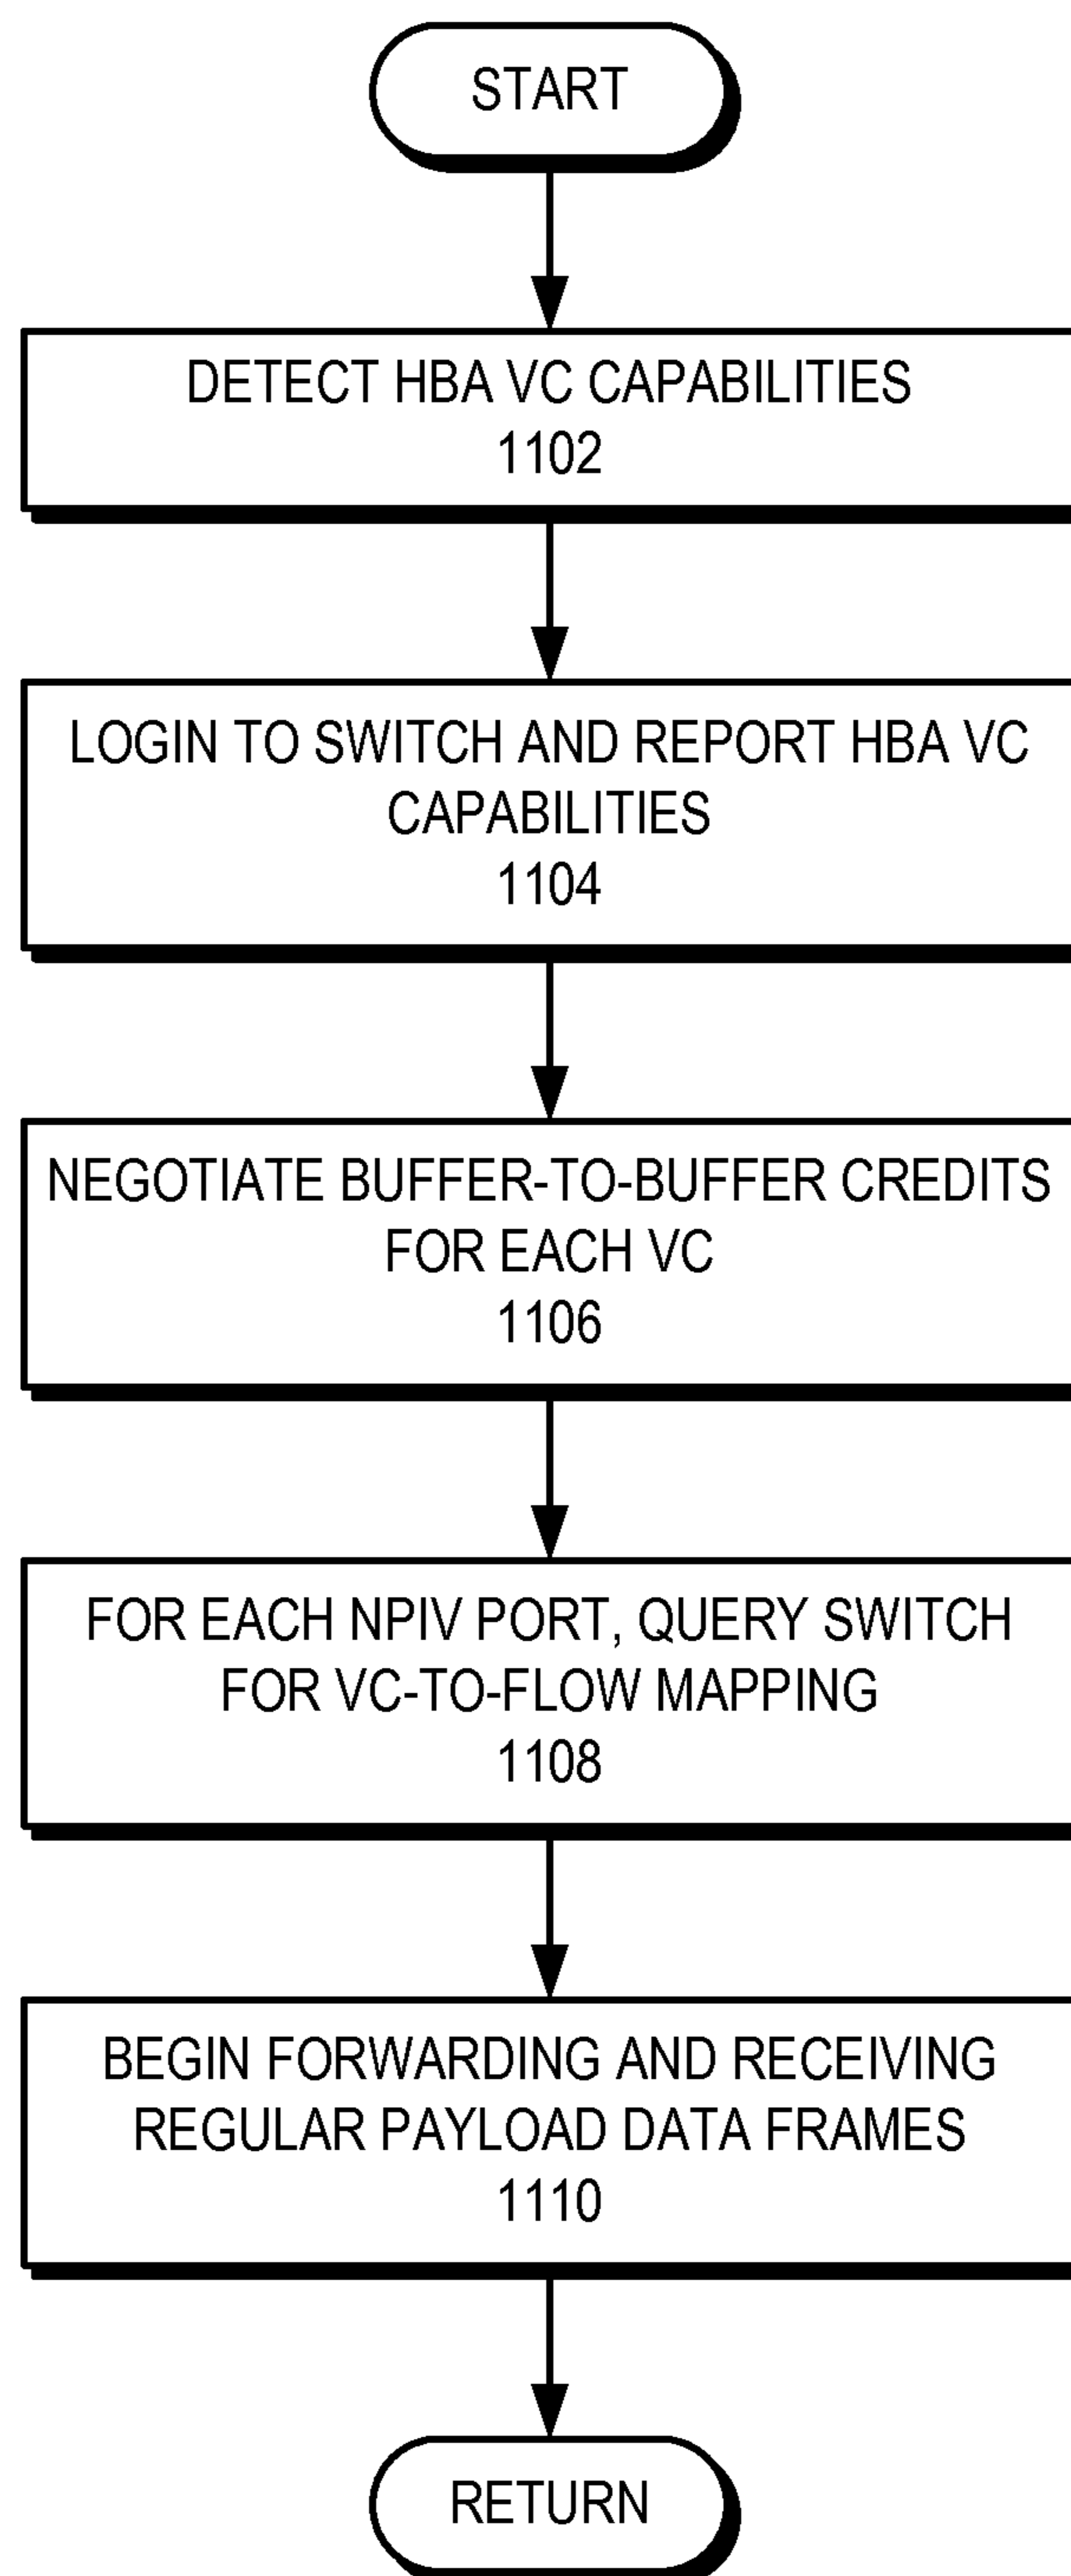 START
DETECT HBA VC CAPABILITIES
1102
LOGIN TO SWITCH AND REPORT HBA VC
CAPABILITIES
1104
NEGOTIATE BUFFER-TO-BUFFER CREDITS
FOR EACH VC
1106
FOR EACH NPIV PORT, QUERY SWITCH
FOR VC-TO-FLOW MAPPING
1108
BEGIN FORWARDING AND RECEIVING
REGULAR PAYLOAD DATA FRAMES
1110
RETURN